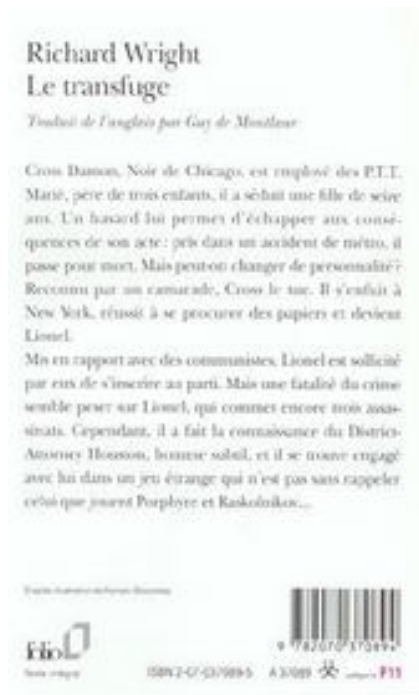 Richard Wright
Le transfuge
Traduit de l'anglais par Guy de Montlaur
Cross Damon, Noir de Chicago, est employé des P.T.T.
Marié, père de trois enfants, il a séduit une fille de seize
ans. Un hasard lui permet d'échapper aux consé-
quences de son acte : pris dans un accident de métro, il
passe pour mort. Mais peut-on changer de personnalité ?
Reconnu par un camarade, Cross le tue. Il s'enfuit à
New York, réussit à se procurer des papiers et devient
Lionel.
Mis en rapport avec des communistes, Lionel est sollicité
par eux de s'inscrire au parti. Mais une fatalité du crime
semble peser sur Lionel, qui commet encore trois assas-
sinats. Cependant, il a fait la connaissance du District-
Attorney Houston, homme subtil, et il se trouve engagé
avec lui dans un jeu étrange qui n'est pas sans rappeler
celui que jouent Porphyre et Raskolnikov...
folio
texte intégral
ISBN 2-07-037089-5 A 37089 catégorie F15